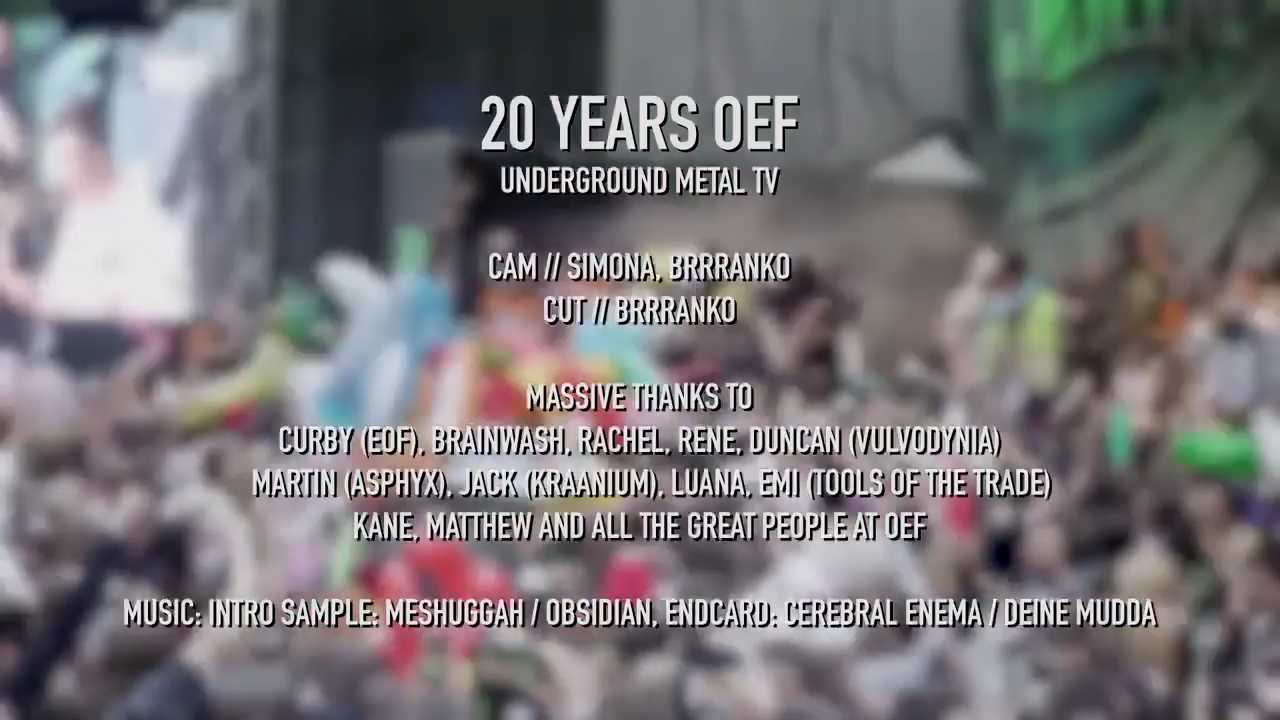 20 YEARS OEF
UNDERGROUND METAL TV
CAM // SIMONA, BRRRANKO
CUT // BRRRANKO
MASSIVE THANKS TO
CURBY (EOF), BRAINWASH, RACHEL, RENE, DUNCAN (VULVODYNIA)
MARTIN (ASPHYX), JACK (KRAANIUM), LUANA, EMI (TOOLS OF THE TRADE)
KANE, MATTHEW AND ALL THE GREAT PEOPLE AT OEF
MUSIC: INTRO SAMPLE: MESHUGGAH / OBSIDIAN, ENDCARD: CEREBRAL ENEMA / DEINE MUDDA